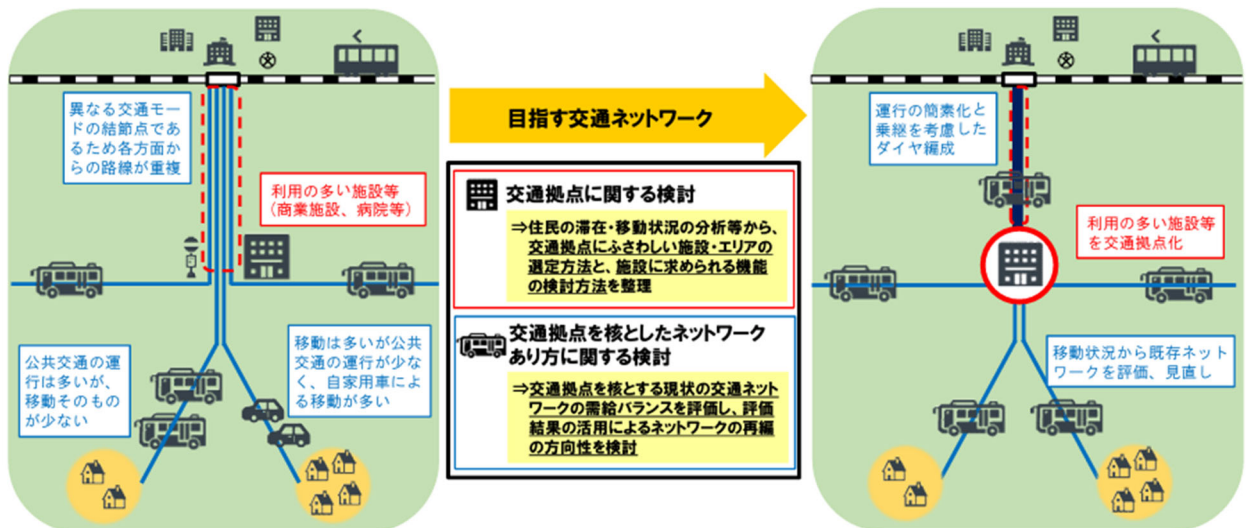 異なる交通モー
ドの結節点であ
るため各方面か
らの路線が重複
利用の多い施設等
（商業施設、病院等）
公共交通の運
行は多いが、
移動そのもの
が少ない
移動は多いが公共
交通の運行が少な
く、自家用車によ
る移動が多い
目指す交通ネットワーク
交通拠点に関する検討
⇒住民の滞在・移動状況の分析等から、
交通拠点にふさわしい施設・エリアの
選定方法と、施設に求められる機能
の検討方法を整理
交通拠点を核としたネットワーク
あり方に関する検討
⇒交通拠点を核とする現状の交通ネット
ワークの需給バランスを評価し、評価
結果の活用によるネットワークの再編
の方向性を検討
運行の簡素化と
乗継を考慮した
ダイヤ編成
利用の多い施設等
を交通拠点化
移動状況から既存ネット
ワークを評価、見直し